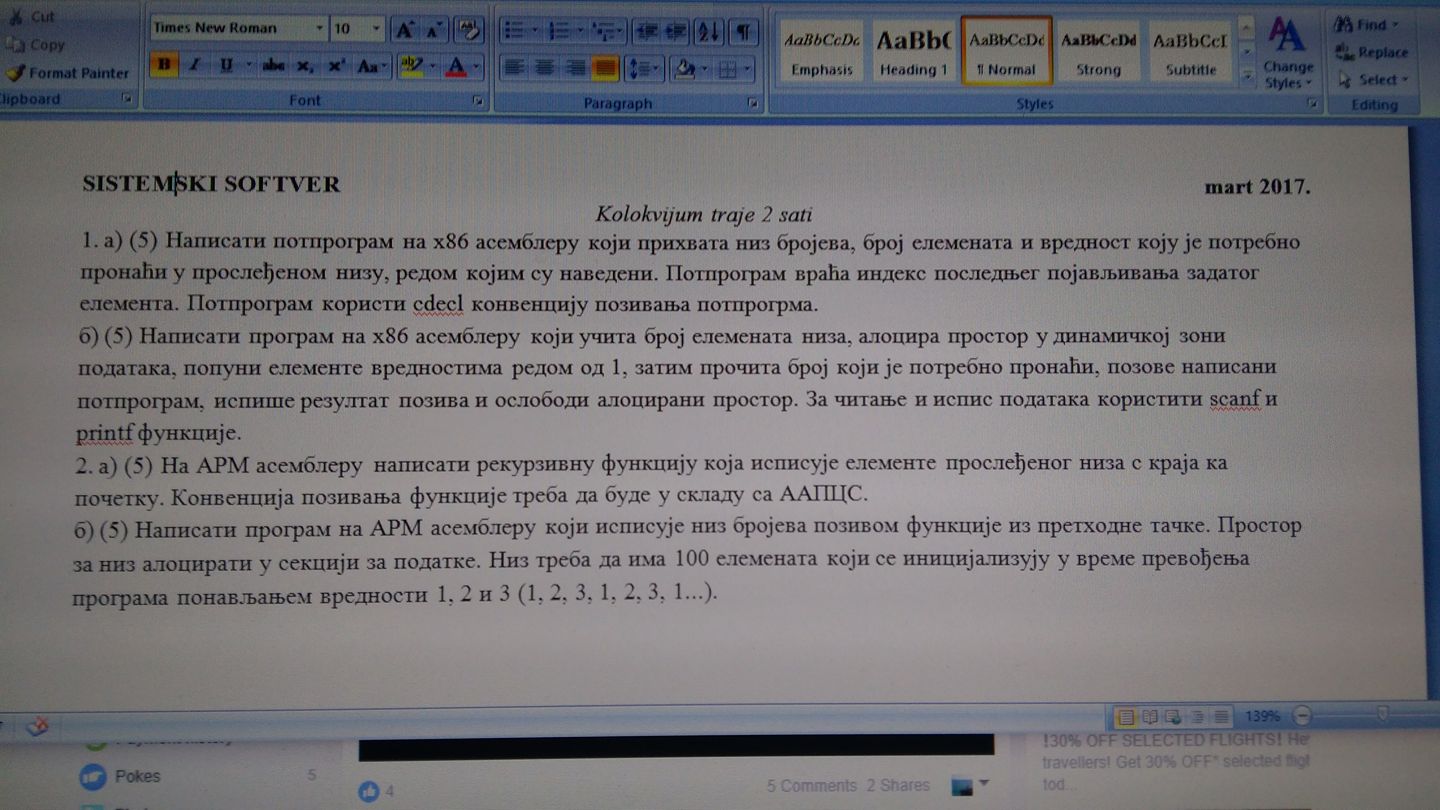 Cut
Copy
Format Painter
lipboard
Times New Roman
10
Font
Paragraph
AaBbCcDc
AaBbC
AaBbCcDc
AaBbCcDd
AaBbCcI
Emphasis
Heading 1
¶ Normal
Strong
Subtitle
Change
Styles
Styles
Find
Replace
Select
Editing
SISTEMSKI SOFTVER
mart 2017.
Kolokvijum traje 2 sati
1. а) (5) Написати потпрограм на x86 асемблеру који прихвата низ бројева, број елемената и вредност коју је потребно
пронаћи у прослеђеном низу, редом којим су наведени. Потпрограм враћа индекс последњег појављивања задатог
елемента. Потпрограм користи cdecl конвенцију позивања потпрогрма.
б) (5) Написати програм на x86 асемблеру који учита број елемената низа, алоцира простор у динамичкој зони
података, попуни елементе вредностима редом од 1, затим прочита број који је потребно пронаћи, позове написани
потпрограм, испише резултат позива и ослободи алоцирани простор. За читање и испис података користити scanf и
printf функције.
2. а) (5) На АРМ асемблеру написати рекурзивну функцију која исписује елементе прослеђеног низа с краја ка
почетку. Конвенција позивања функције треба да буде у складу са ААПЦС.
б) (5) Написати програм на АРМ асемблеру који исписује низ бројева позивом функције из претходне тачке. Простор
за низ алоцирати у секцији за податке. Низ треба да има 100 елемената који се иницијализују у време превођења
програма понављањем вредности 1, 2 и 3 (1, 2, 3, 1, 2, 3, 1...).
139%
Pokes
5
4
5 Comments 2 Shares
!30% OFF SELECTED FLIGHTS! He
travellers! Get 30% OFF* selected fligt
tod...